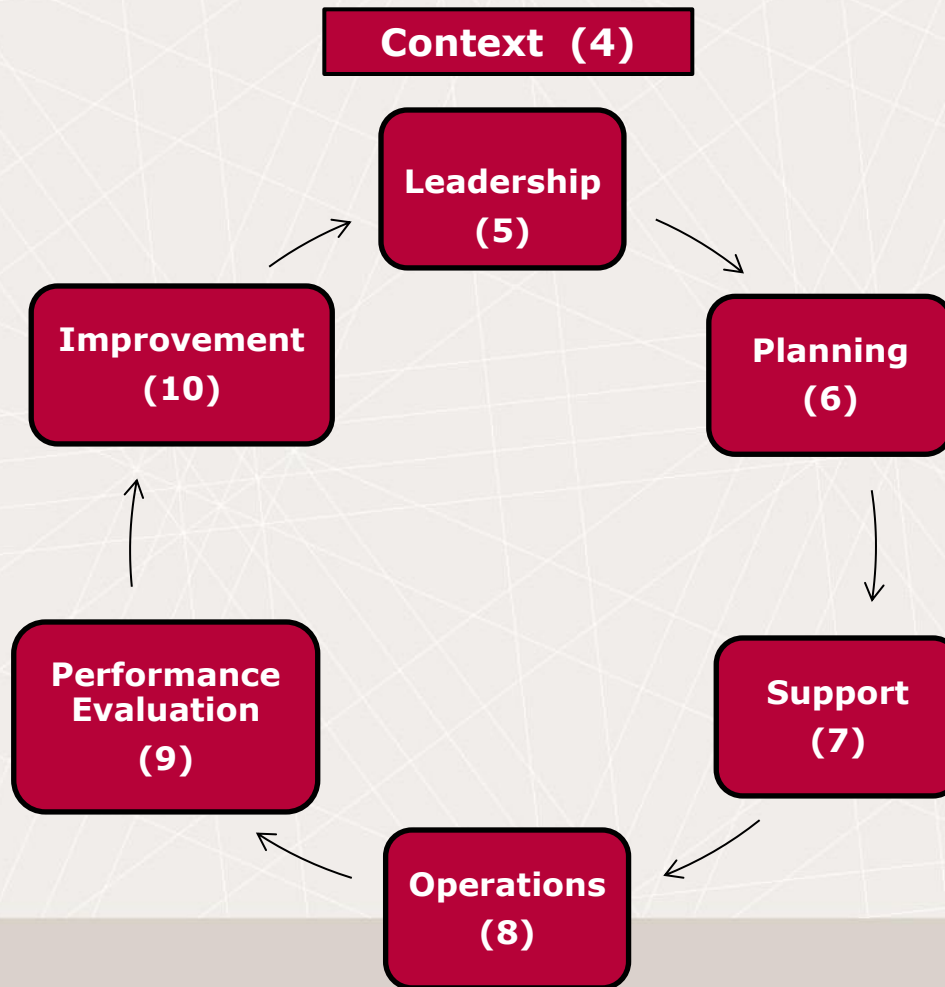 Context (4)
Leadership
(5)
Planning
(6)
Support
(7)
Operations
(8)
Performance
Evaluation
(9)
Improvement
(10)